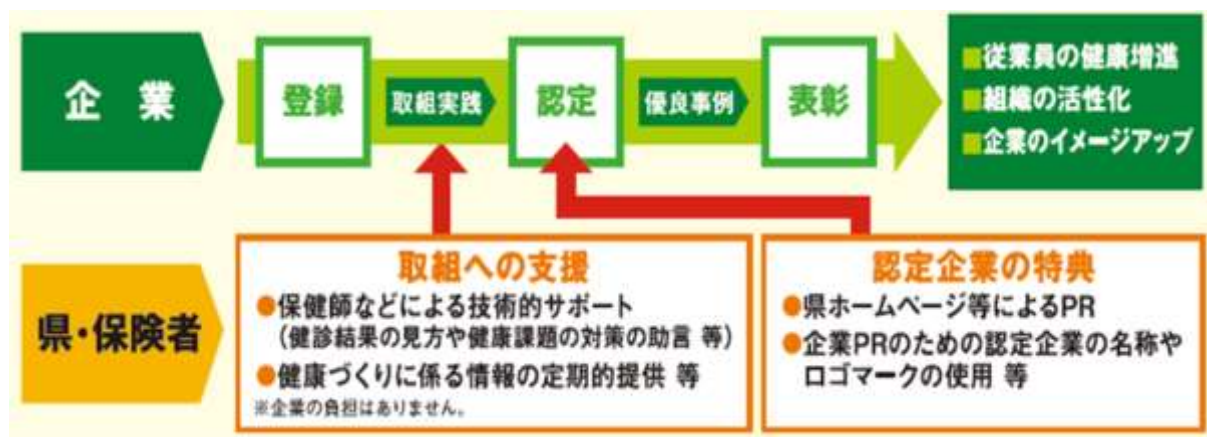 企業
登録
取組実践
認定
優良事例
表彰
■従業員の健康増進
■組織の活性化
■企業のイメージアップ
県・保険者
取組への支援
●保健師などによる技術的サポート
（健診結果の見方や健康課題の対策の助言 等）
●健康づくりに係る情報の定期的提供 等
※企業の負担はありません。
認定企業の特典
●県ホームページ等によるPR
●企業PRのための認定企業の名称や
ロゴマークの使用 等